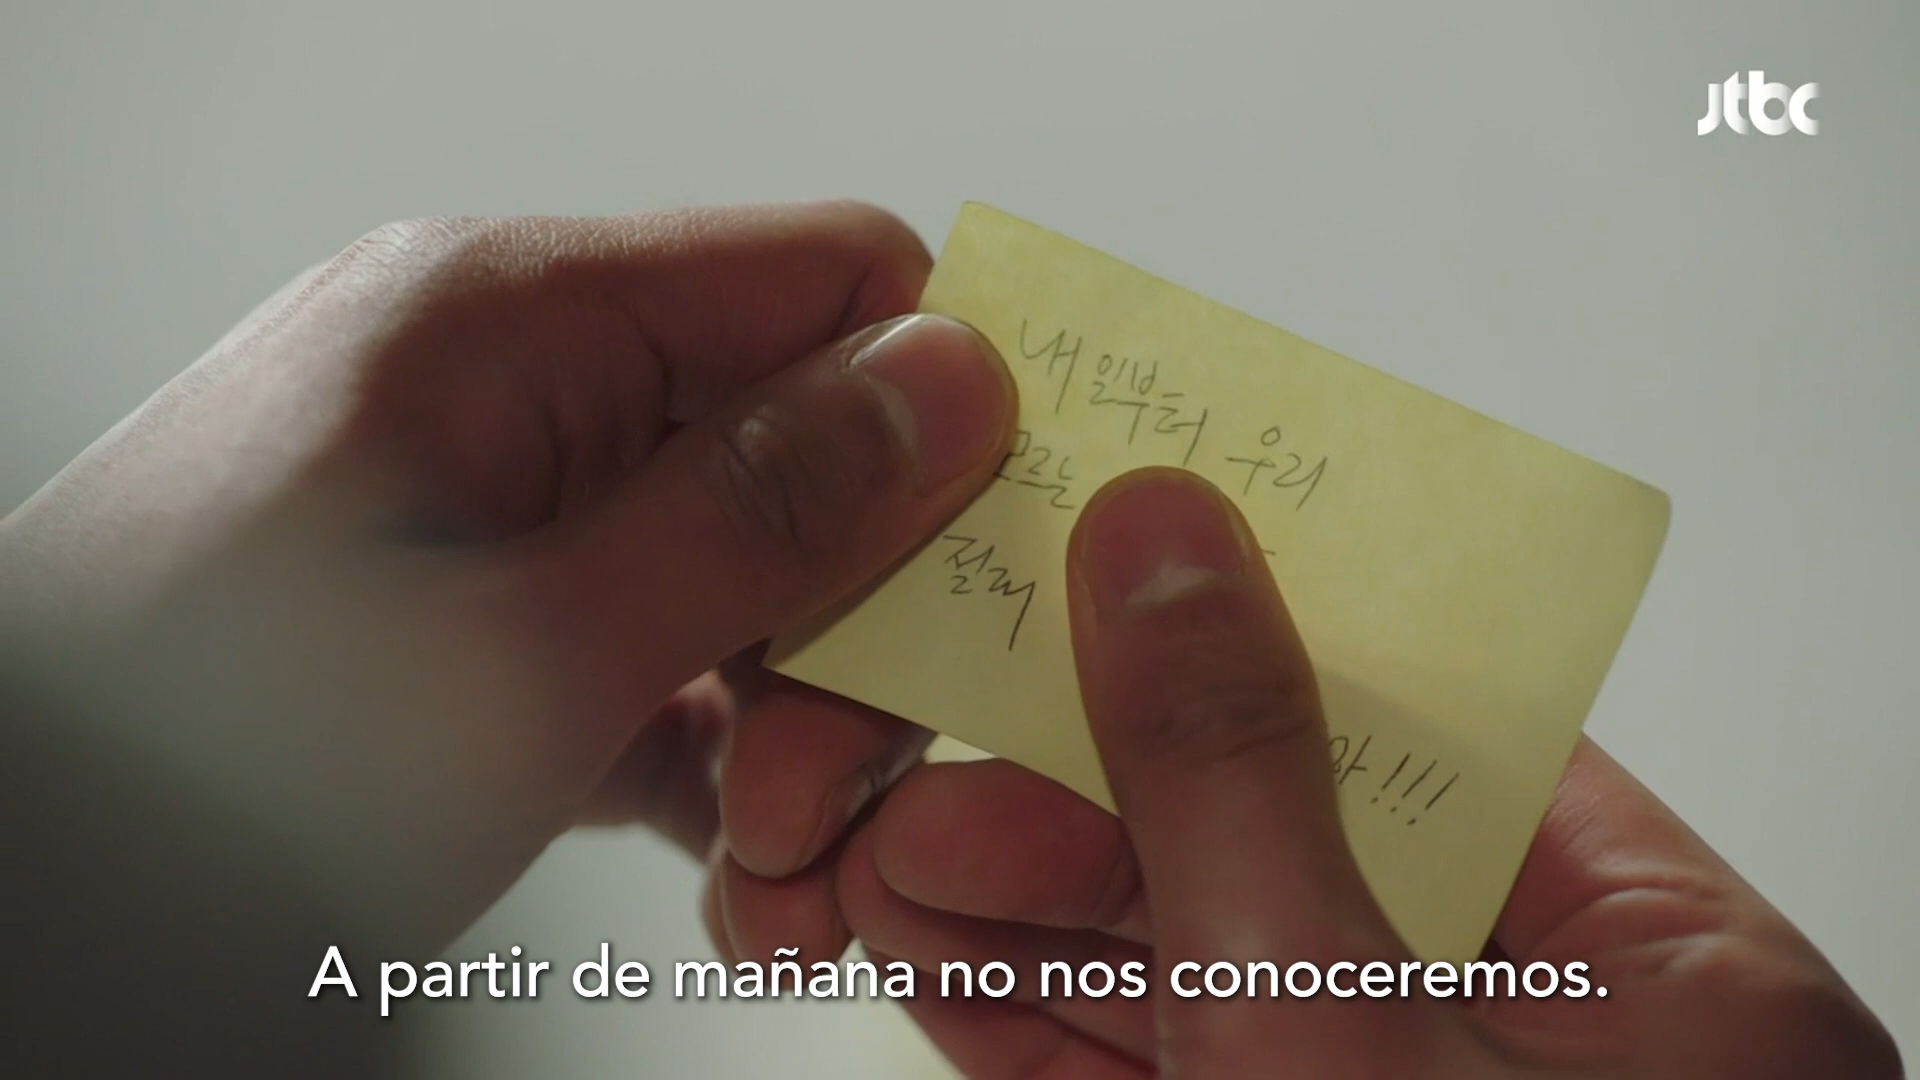 jtbc
내일부터 우리
모르는
절대
!!!
A partir de mañana no nos conoceremos.